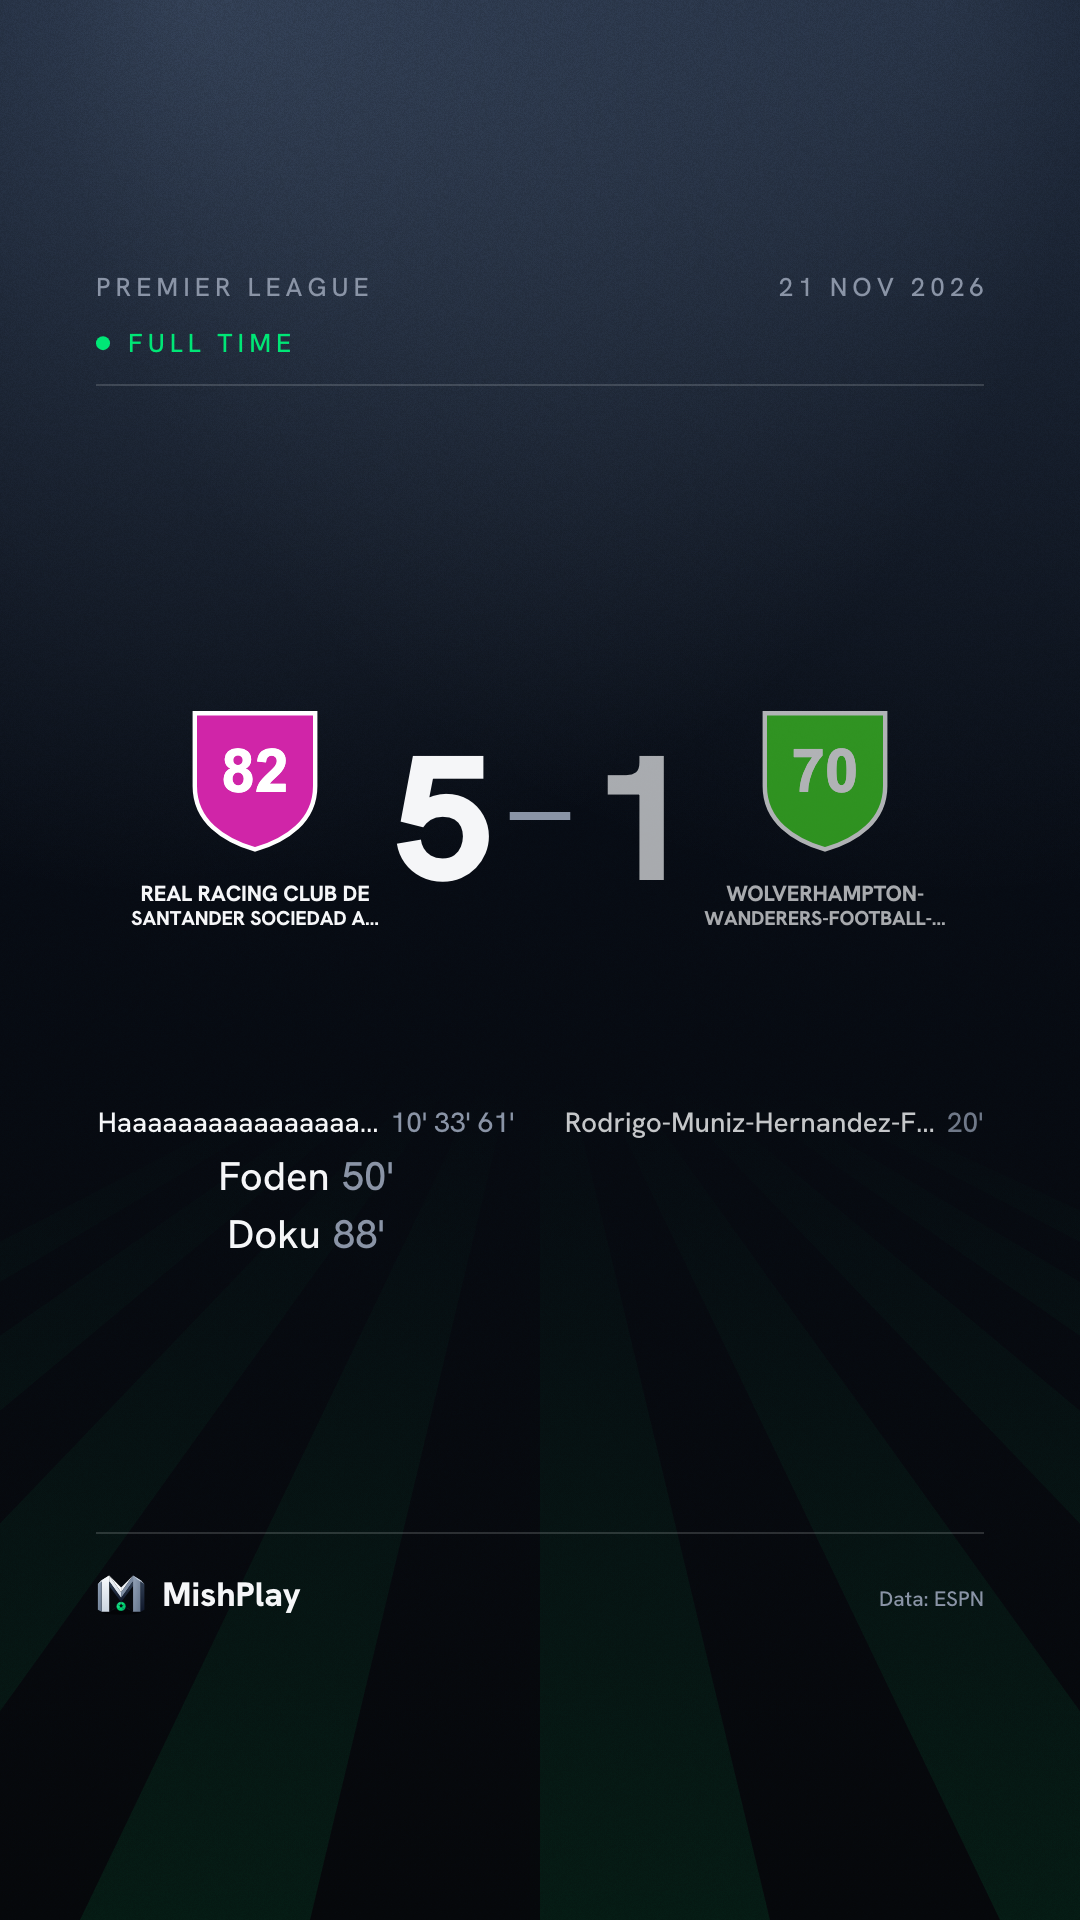 PREMIER LEAGUE
21 NOV 2026
FULL TIME
82
5–1
70
REAL RACING CLUB DE
SANTANDER SOCIEDAD A...
WOLVERHAMPTON-
WANDERERS-FOOTBALL-...
Haaaaaaaaaaaaaaaa... 10' 33' 61'
Rodrigo-Muniz-Hernandez-F... 20'
Foden 50'
Doku 88'
MishPlay
Data: ESPN